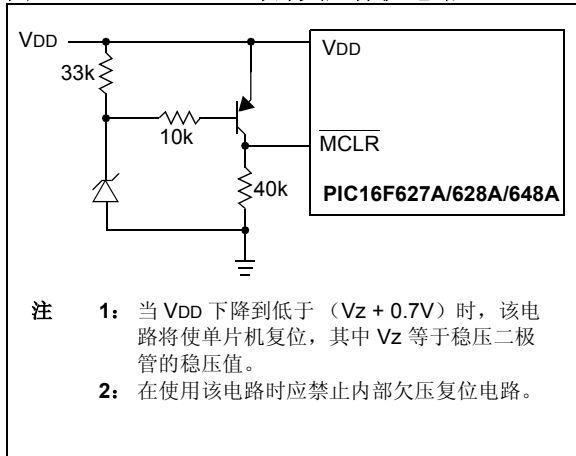 VDD
VDD
33k
10k
MCLR
40k
PIC16F627A/628A/648A
注 1: 当 VDD 下降到低于 (Vz + 0.7V) 时,该电
路将使单片机复位,其中 Vz 等于稳压二极
管的稳压值。
2: 在使用该电路时应禁止内部欠压复位电路。